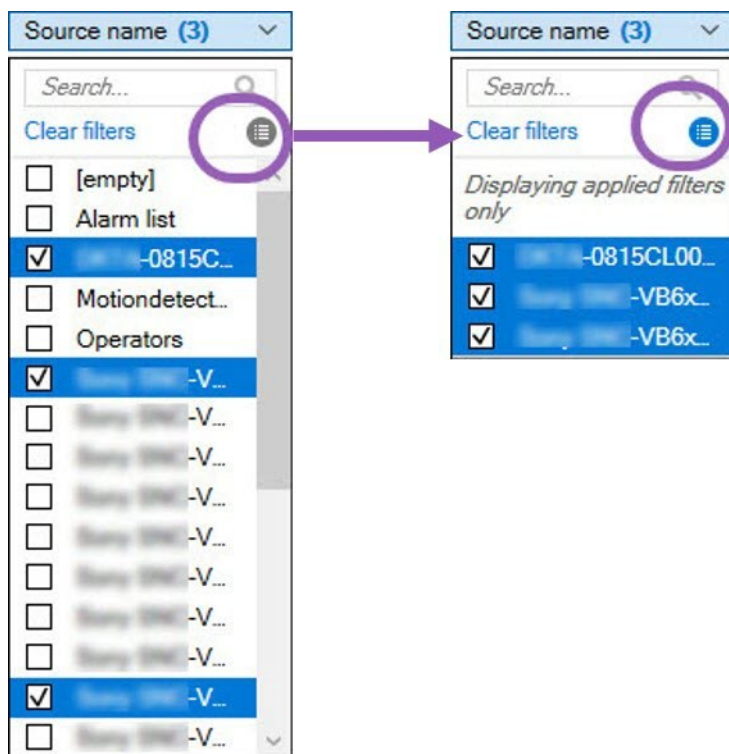 Source name (3)
Search...
Clear filters
[empty]
Alarm list
-0815C...
Motiondetect...
Operators
-V...
-V...
-V...
-V...
-V...
-V...
-V...
-V...
-V...
-V...
Source name (3)
Search...
Clear filters
Displaying applied filters
only
-0815CL00...
-VB6x...
-VB6x...